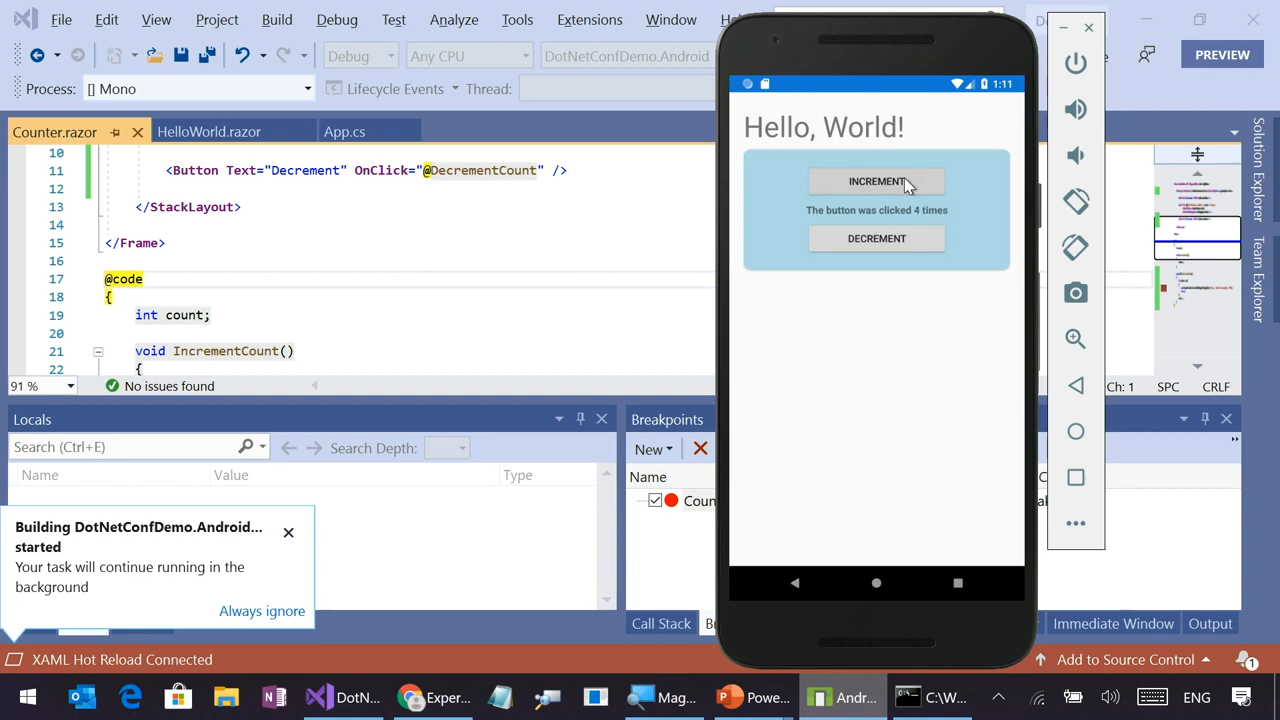 File Edit View Project Build Debug Test Analyze Tools Extensions Window
Debug Any CPU DotNetConfDemo.Android
PREVIEW
Process: [] Mono Lifecycle Events Thread:
Counter.razor HelloWorld.razor App.cs
10
11 <Button Text="Decrement" OnClick="@DecrementCount" />
12
13 </StackLayout>
14
15 </Frame>
16
17 @code
18 {
19 int count;
20
21 void IncrementCount()
22 {
91 % No issues found
Ch: 1 SPC CRLF
Solution Explorer
Team Explorer
1:11
Hello, World!
INCREMENT
The button was clicked 4 times
DECREMENT
Locals
Search (Ctrl+E) Search Depth:
Name Value Type
Breakpoints
New
Name
Coun
Building DotNetConfDemo.Android...
started
Your task will continue running in the
background
Always ignore
Call Stack Immediate Window Output
XAML Hot Reload Connected
Add to Source Control 1
DotN... Exper Mag... Powe... Andr... C:\W...
ENG